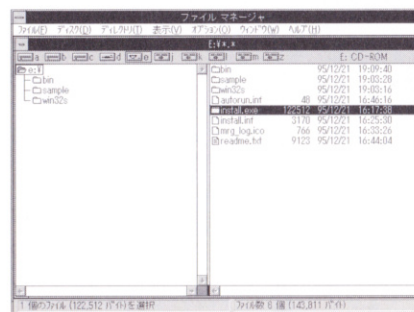 ファイル マネージャ
ファイル(F) ディスク(D) ディレクトリ(T) 表示(V) オプション(O) ウィンドウ(W) ヘルプ(H)
E:¥*.*
a b c d e i j k l m z E: CD-ROM
e:¥
bin
sample
win32s
bin 95/12/21 19:09:40
sample 95/12/21 19:03:28
win32s 95/12/21 19:03:16
autorun.inf 48 95/12/21 16:46:16
install.exe 122512 95/12/21 16:17:38
install.inf 3170 95/12/21 16:25:30
mrg_log.ico 766 95/12/21 16:33:26
readme.txt 9123 95/12/21 16:44:04
1 個のファイル (122,512 バイト)を選択 ファイル数 8 個 (143,811 バイト)